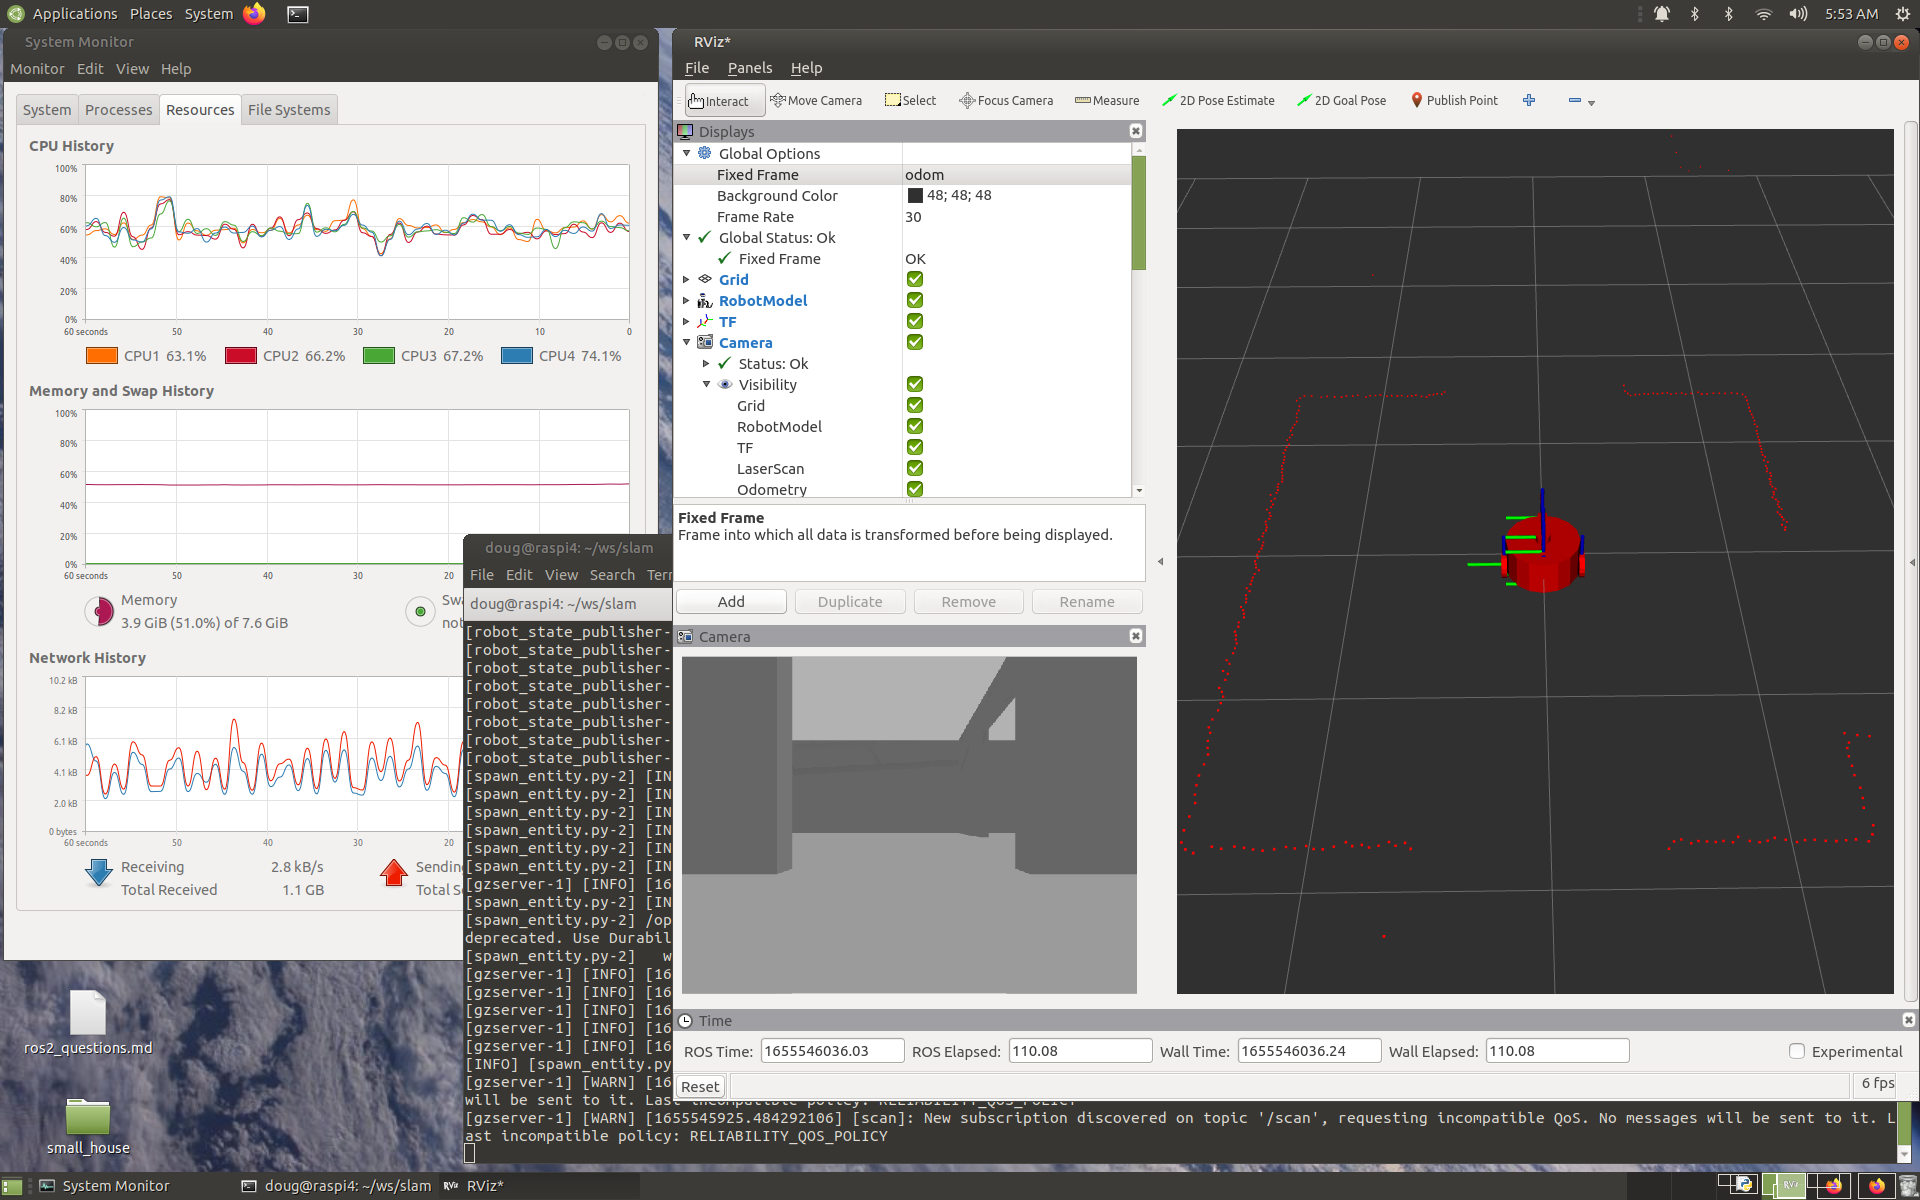 Applications Places System 5:53 AM
System Monitor
Monitor Edit View Help
System Processes Resources File Systems
CPU History
100%
80%
60%
40%
20%
0%
60 seconds 50 40 30 20 10 0
CPU1 63.1% CPU2 66.2% CPU3 67.2% CPU4 74.1%
Memory and Swap History
100%
80%
60%
40%
20%
0%
60 seconds 50 40 30 20
Memory
3.9 GiB (51.0%) of 7.6 GiB
Swa
not
Network History
10.2 kB
8.2 kB
6.1 kB
4.1 kB
2.0 kB
0 bytes
60 seconds 50 40 30 20
Receiving 2.8 kB/s
Total Received 1.1 GB
Sending
Total S
ros2_questions.md
small_house
doug@raspi4: ~/ws/slam
File Edit View Search Terr
doug@raspi4: ~/ws/slam
[robot_state_publisher-
[robot_state_publisher-
[robot_state_publisher-
[robot_state_publisher-
[robot_state_publisher-
[robot_state_publisher-
[robot_state_publisher-
[robot_state_publisher-
[spawn_entity.py-2] [IN
[spawn_entity.py-2] [IN
[spawn_entity.py-2] [IN
[spawn_entity.py-2] [IN
[spawn_entity.py-2] [IN
[spawn_entity.py-2] [IN
[gzserver-1] [INFO] [16
[spawn_entity.py-2] [IN
[spawn_entity.py-2] /op
deprecated. Use Durabil
[spawn_entity.py-2] w
[gzserver-1] [INFO] [16
[gzserver-1] [INFO] [16
[gzserver-1] [INFO] [16
[gzserver-1] [INFO] [16
[gzserver-1] [INFO] [16
[INFO] [spawn_entity.py
[gzserver-1] [WARN] [16
will be sent to it. Last incompatible policy: RELIABILITY_QOS_POLICY
[gzserver-1] [WARN] [1655545925.484292106] [scan]: New subscription discovered on topic '/scan', requesting incompatible QoS. No messages will be sent to it. L
ast incompatible policy: RELIABILITY_QOS_POLICY
RViz*
File Panels Help
Interact Move Camera Select Focus Camera Measure 2D Pose Estimate 2D Goal Pose Publish Point
Displays
Global Options
Fixed Frame odom
Background Color 48; 48; 48
Frame Rate 30
Global Status: Ok
Fixed Frame OK
Grid
RobotModel
TF
Camera
Status: Ok
Visibility
Grid
RobotModel
TF
LaserScan
Odometry
Fixed Frame
Frame into which all data is transformed before being displayed.
Add Duplicate Remove Rename
Camera
Time
ROS Time: 1655546036.03 ROS Elapsed: 110.08 Wall Time: 1655546036.24 Wall Elapsed: 110.08 Experimental
Reset 6 fps
System Monitor doug@raspi4: ~/ws/slam RViz RViz*
RViz